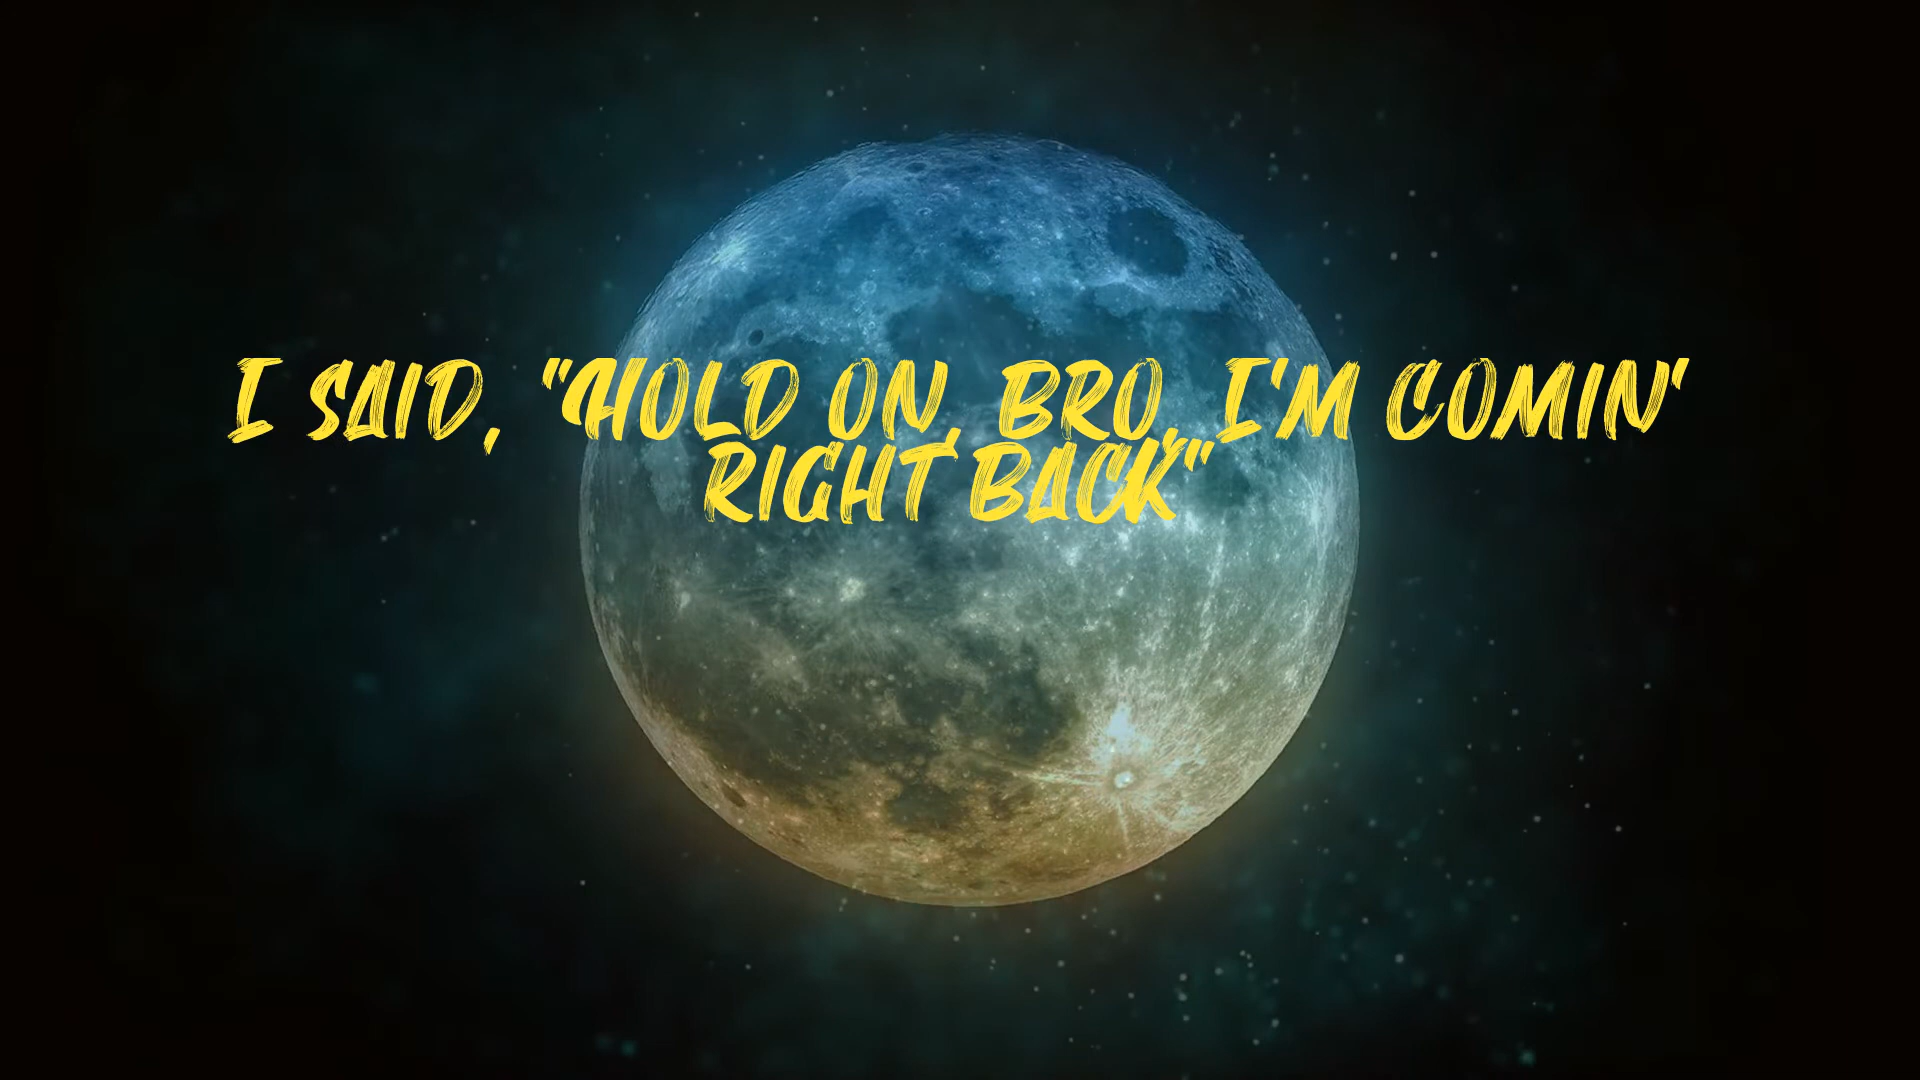 I SAID, "HOLD ON, BRO, I'M COMIN'
RIGHT BACK"